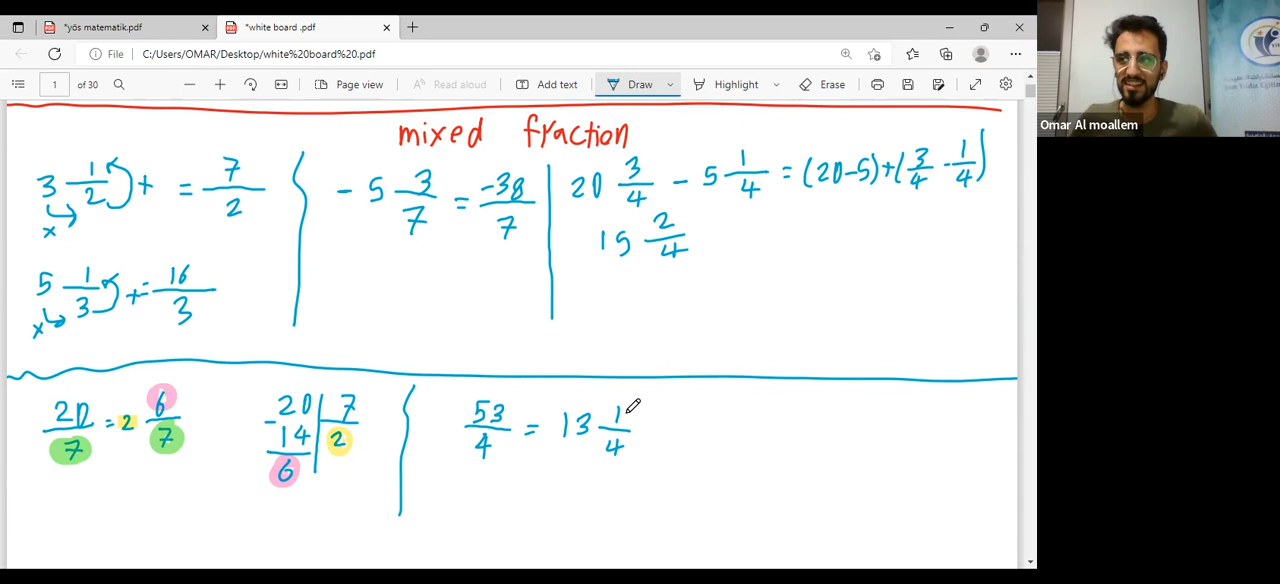 *yös matematik.pdf
*white board .pdf
File C:/Users/OMAR/Desktop/white%20board%20.pdf
1 of 30 Page view Read aloud Add text Draw Highlight Erase
Omar Al moallem
mixed fraction
3 1/2 + = 7/2
x
- 5 3/7 = -38/7
20 3/4 - 5 1/4 = (20-5)+(3/4 - 1/4)
15 2/4
5 1/3 += 16/3
x
20/7 = 2 6/7
-20 7
14 2
6
53/4 = 13 1/4